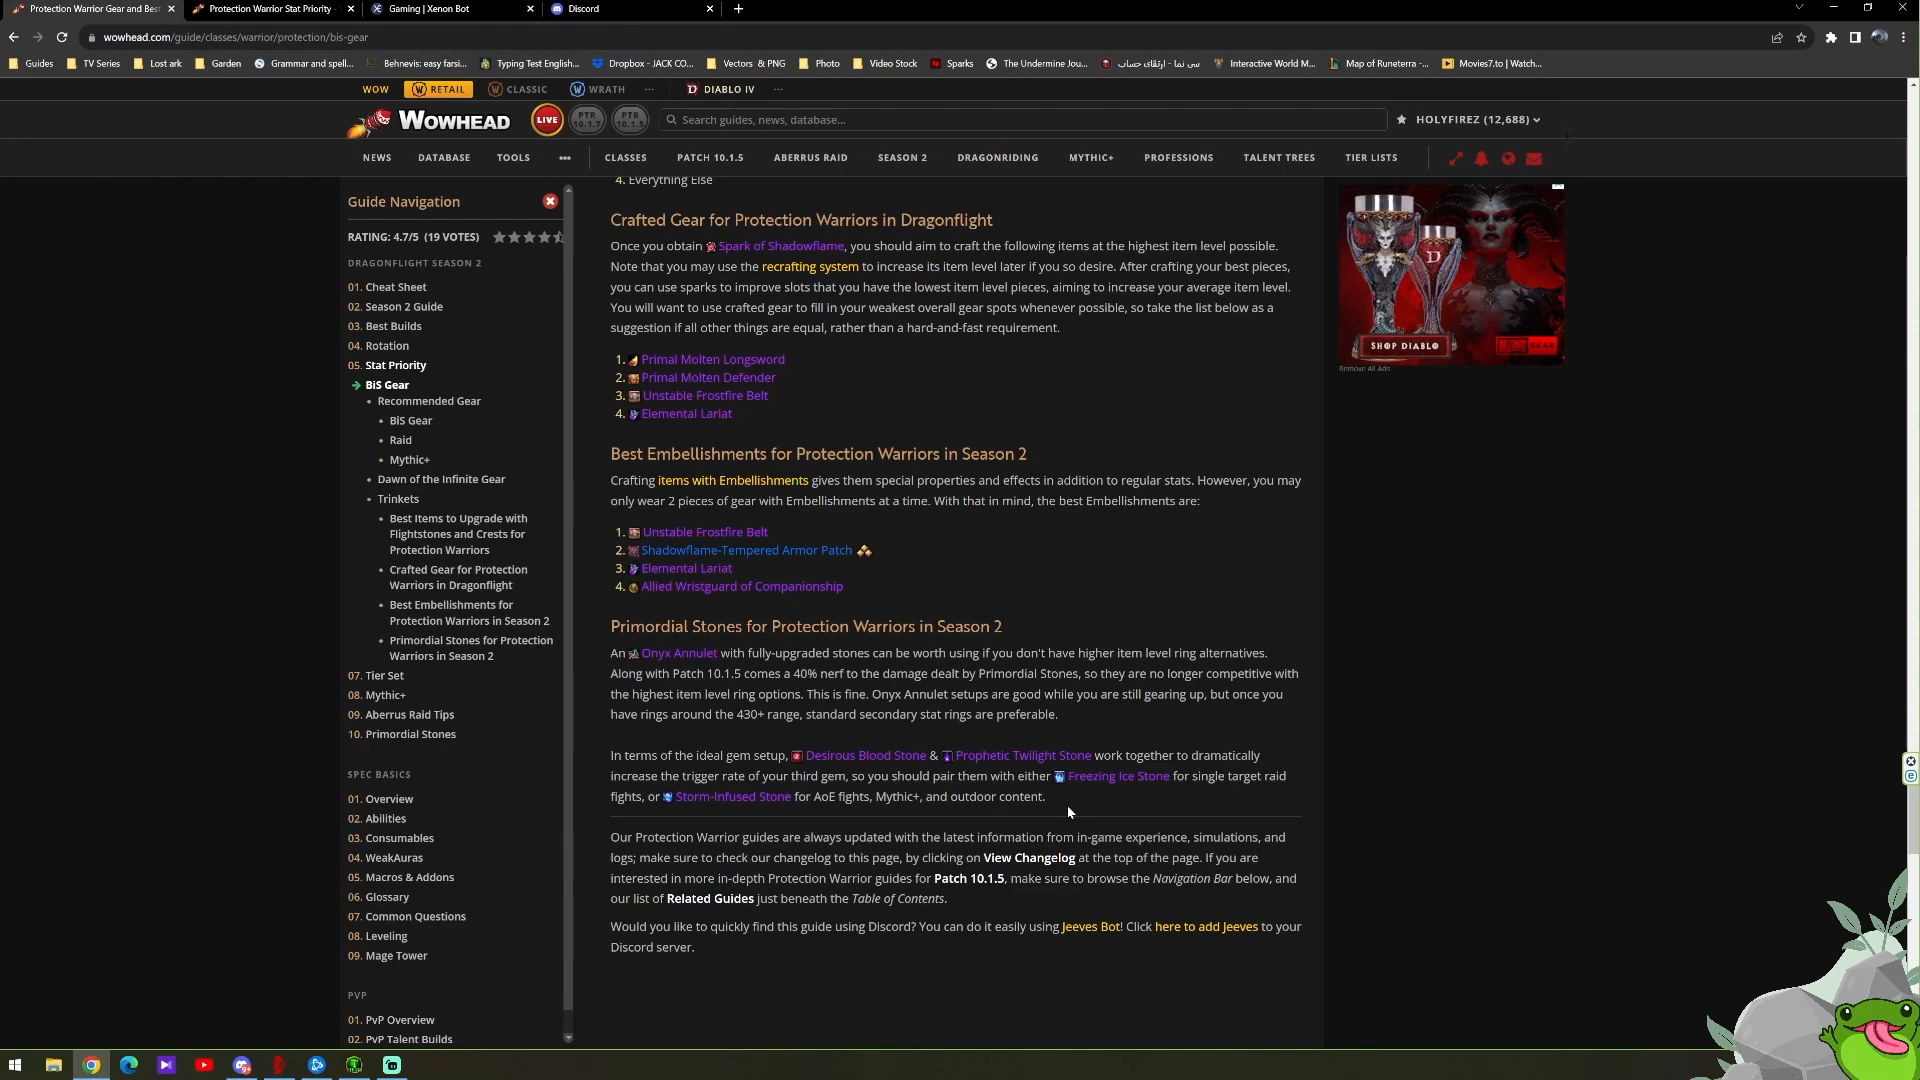 Protection Warrior Gear and Best
Protection Warrior Stat Priority
Gaming | Xenon Bot
Discord
wowhead.com/guide/classes/warrior/protection/bis-gear
Guides
TV Series
Lost ark
Garden
Grammar and spell...
Behnevis: easy farsi...
Typing Test English...
Dropbox - JACK CO...
Vectors & PNG
Photo
Video Stock
Sparks
The Undermine Jou...
سی نما - ارتقای حساب
Interactive World M...
Map of Runeterra -...
Movies7.to | Watch...
WOW
RETAIL
CLASSIC
WRATH
DIABLO IV
WOWHEAD
LIVE
PTR 10.1.7
PTR 10.1.5
Search guides, news, database...
HOLYFIREZ (12,688)
NEWS
DATABASE
TOOLS
CLASSES
PATCH 10.1.5
ABERRUS RAID
SEASON 2
DRAGONRIDING
MYTHIC+
PROFESSIONS
TALENT TREES
TIER LISTS
Guide Navigation
RATING: 4.7/5 (19 VOTES)
DRAGONFLIGHT SEASON 2
01. Cheat Sheet
02. Season 2 Guide
03. Best Builds
04. Rotation
05. Stat Priority
BiS Gear
Recommended Gear
BiS Gear
Raid
Mythic+
Dawn of the Infinite Gear
Trinkets
Best Items to Upgrade with
Flightstones and Crests for
Protection Warriors
Crafted Gear for Protection
Warriors in Dragonflight
Best Embellishments for
Protection Warriors in Season 2
Primordial Stones for Protection
Warriors in Season 2
07. Tier Set
08. Mythic+
09. Aberrus Raid Tips
10. Primordial Stones
SPEC BASICS
01. Overview
02. Abilities
03. Consumables
04. WeakAuras
05. Macros & Addons
06. Glossary
07. Common Questions
08. Leveling
09. Mage Tower
PVP
01. PvP Overview
02. PvP Talent Builds
4. Everything Else
Crafted Gear for Protection Warriors in Dragonflight
Once you obtain Spark of Shadowflame, you should aim to craft the following items at the highest item level possible.
Note that you may use the recrafting system to increase its item level later if you so desire. After crafting your best pieces,
you can use sparks to improve slots that you have the lowest item level pieces, aiming to increase your average item level.
You will want to use crafted gear to fill in your weakest overall gear spots whenever possible, so take the list below as a
suggestion if all other things are equal, rather than a hard-and-fast requirement.
1. Primal Molten Longsword
2. Primal Molten Defender
3. Unstable Frostfire Belt
4. Elemental Lariat
Best Embellishments for Protection Warriors in Season 2
Crafting items with Embellishments gives them special properties and effects in addition to regular stats. However, you may
only wear 2 pieces of gear with Embellishments at a time. With that in mind, the best Embellishments are:
1. Unstable Frostfire Belt
2. Shadowflame-Tempered Armor Patch
3. Elemental Lariat
4. Allied Wristguard of Companionship
Primordial Stones for Protection Warriors in Season 2
An Onyx Annulet with fully-upgraded stones can be worth using if you don't have higher item level ring alternatives.
Along with Patch 10.1.5 comes a 40% nerf to the damage dealt by Primordial Stones, so they are no longer competitive with
the highest item level ring options. This is fine. Onyx Annulet setups are good while you are still gearing up, but once you
have rings around the 430+ range, standard secondary stat rings are preferable.
In terms of the ideal gem setup, Desirous Blood Stone & Prophetic Twilight Stone work together to dramatically
increase the trigger rate of your third gem, so you should pair them with either Freezing Ice Stone for single target raid
fights, or Storm-Infused Stone for AoE fights, Mythic+, and outdoor content.
Our Protection Warrior guides are always updated with the latest information from in-game experience, simulations, and
logs; make sure to check our changelog to this page, by clicking on View Changelog at the top of the page. If you are
interested in more in-depth Protection Warrior guides for Patch 10.1.5, make sure to browse the Navigation Bar below, and
our list of Related Guides just beneath the Table of Contents.
Would you like to quickly find this guide using Discord? You can do it easily using Jeeves Bot! Click here to add Jeeves to your
Discord server.
SHOP DIABLO
Remove All Ads